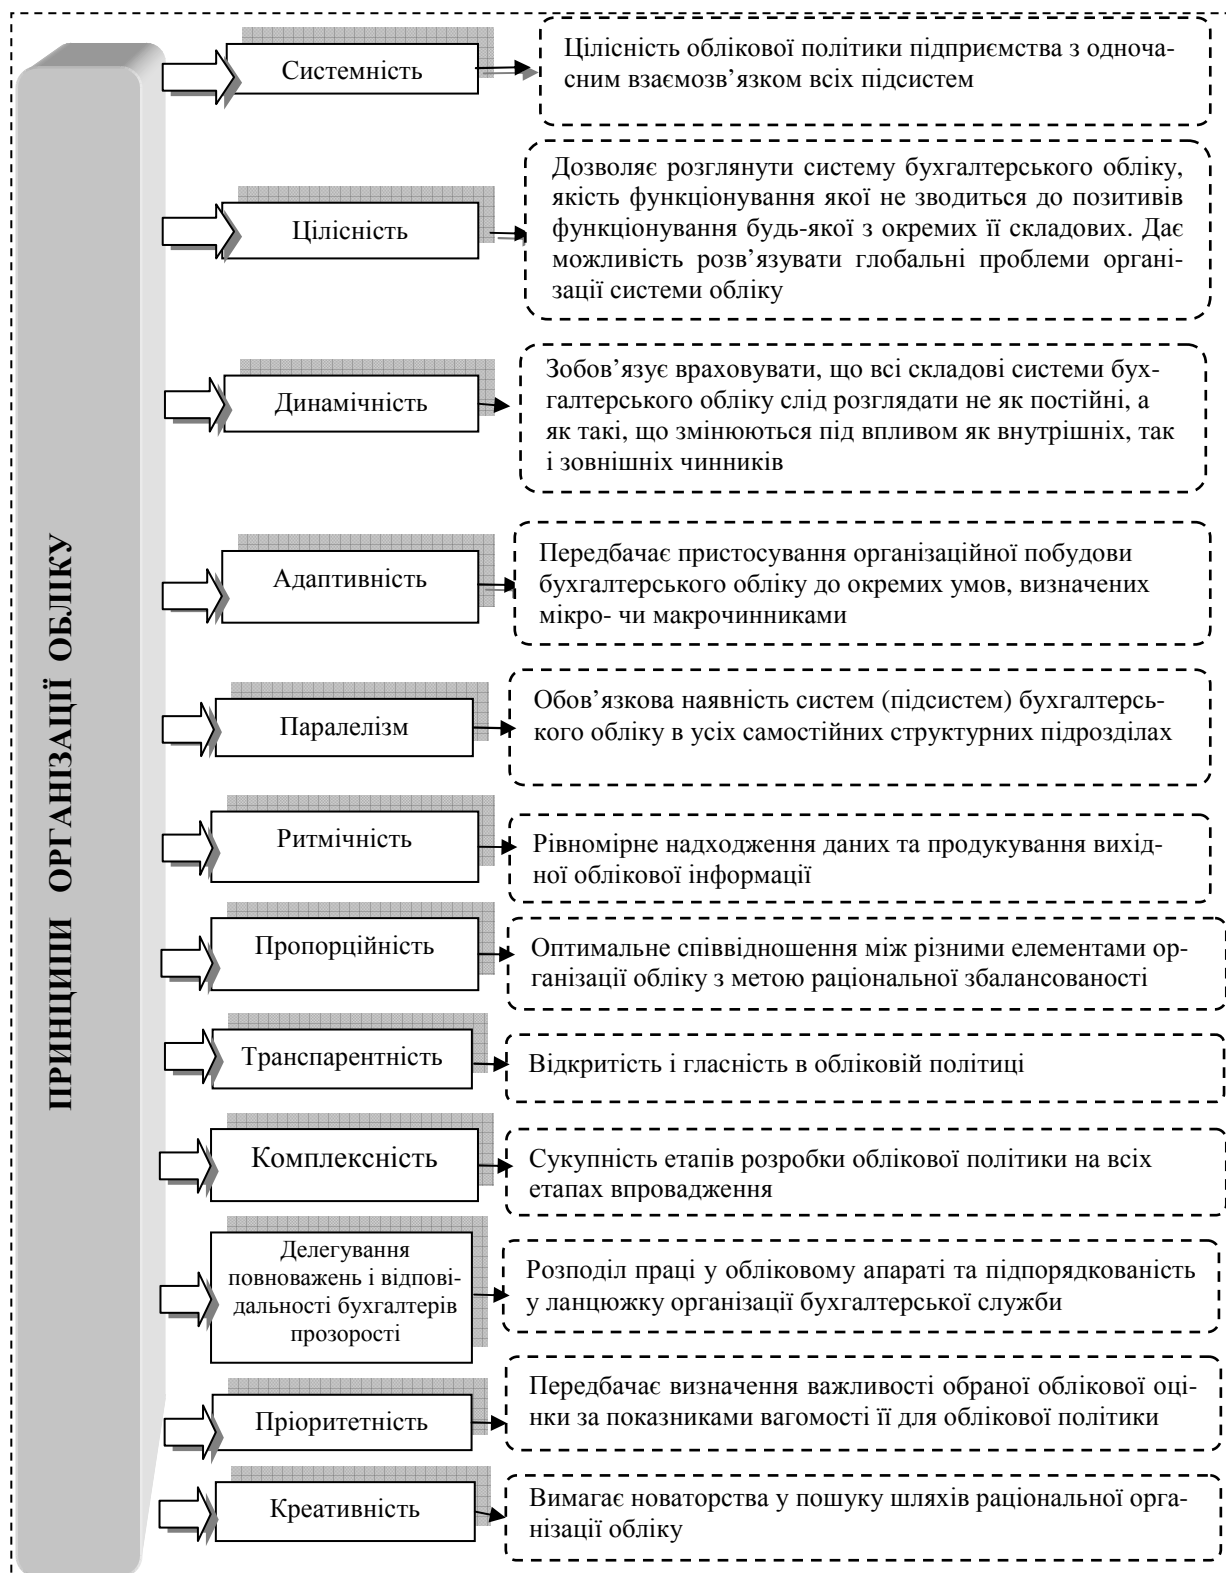 ПРИНЦИПИ ОРГАНІЗАЦІЇ ОБЛІКУ
Системність
Цілісність облікової політики підприємства з одноча-
сним взаємозв’язком всіх підсистем
Цілісність
Дозволяє розглянути систему бухгалтерського обліку,
якість функціонування якої не зводиться до позитивів
функціонування будь-якої з окремих її складових. Дає
можливість розв’язувати глобальні проблеми органі-
зації системи обліку
Динамічність
Зобов’язує враховувати, що всі складові системи бух-
галтерського обліку слід розглядати не як постійні, а
як такі, що змінюються під впливом як внутрішніх, так
і зовнішніх чинників
Адаптивність
Передбачає пристосування організаційної побудови
бухгалтерського обліку до окремих умов, визначених
мікро- чи макрочинниками
Паралелізм
Обов’язкова наявність систем (підсистем) бухгалтерсь-
кого обліку в усіх самостійних структурних підрозділах
Ритмічність
Рівномірне надходження даних та продукування вихід-
ної облікової інформації
Пропорційність
Оптимальне співвідношення між різними елементами ор-
ганізації обліку з метою раціональної збалансованості
Транспарентність
Відкритість і гласність в обліковій політиці
Комплексність
Сукупність етапів розробки облікової політики на всіх
етапах впровадження
Делегування
повноважень і відпові-
дальності бухгалтерів
прозорості
Розподіл праці у обліковому апараті та підпорядкованість
у ланцюжку організації бухгалтерської служби
Пріоритетність
Передбачає визначення важливості обраної облікової оці-
нки за показниками вагомості її для облікової політики
Креативність
Вимагає новаторства у пошуку шляхів раціональної орга-
нізації обліку